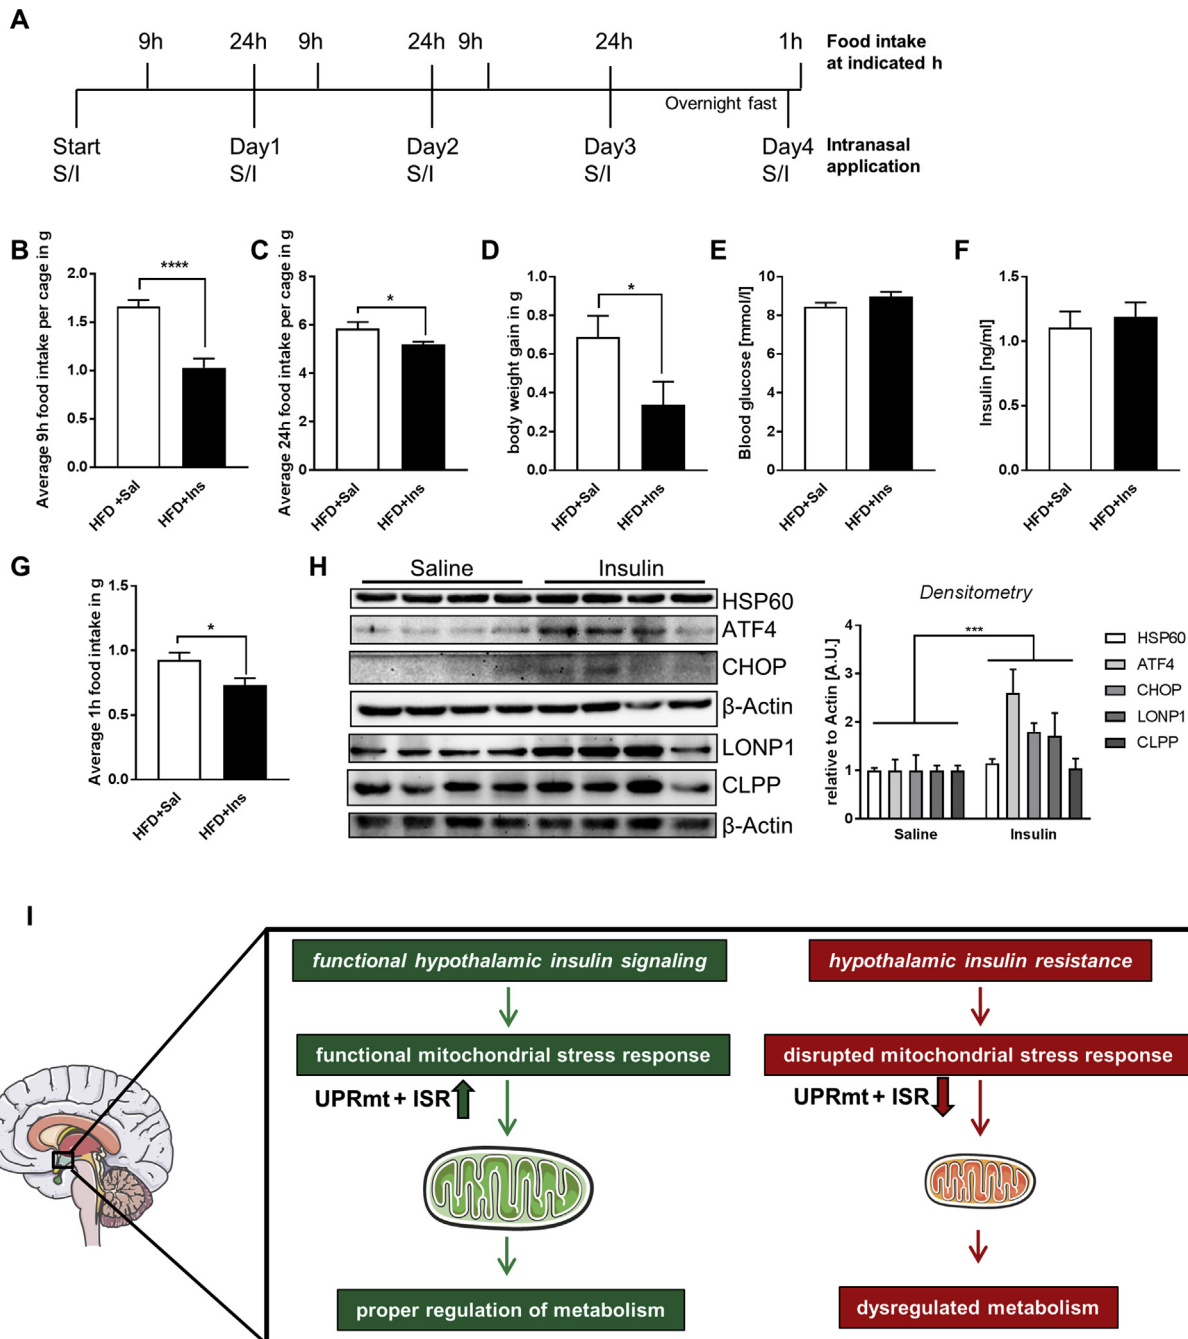 A
9h 24h 9h 24h 9h 24h 1h
Food intake
at indicated h
Overnight fast
Start Day1 Day2 Day3 Day4
S/I S/I S/I S/I S/I
Intranasal
application
B
Average 9h food intake per cage in g
2.0
1.5
1.0
0.5
0.0
****
HFD +Sal HFD+Ins
C
Average 24h food intake per cage in g
8
6
4
2
0
*
HFD+Sal HFD+Ins
D
body weight gain in g
1.0
0.8
0.6
0.4
0.2
0.0
*
HFD+Sal HFD+Ins
E
Blood glucose [mmol/l]
10
8
6
4
2
0
HFD+Sal HFD+Ins
F
Insulin [ng/ml]
1.5
1.0
0.5
0.0
HFD+Sal HFD+Ins
G
Average 1h food intake in g
1.5
1.0
0.5
0.0
*
HFD+Sal HFD+Ins
H
Saline Insulin
HSP60
ATF4
CHOP
β-Actin
LONP1
CLPP
β-Actin
Densitometry
relative to Actin [A.U.]
4
3
2
1
0
***
Saline Insulin
HSP60
ATF4
CHOP
LONP1
CLPP
I
functional hypothalamic insulin signaling
functional mitochondrial stress response
UPRmt + ISR
proper regulation of metabolism
hypothalamic insulin resistance
disrupted mitochondrial stress response
UPRmt + ISR
dysregulated metabolism